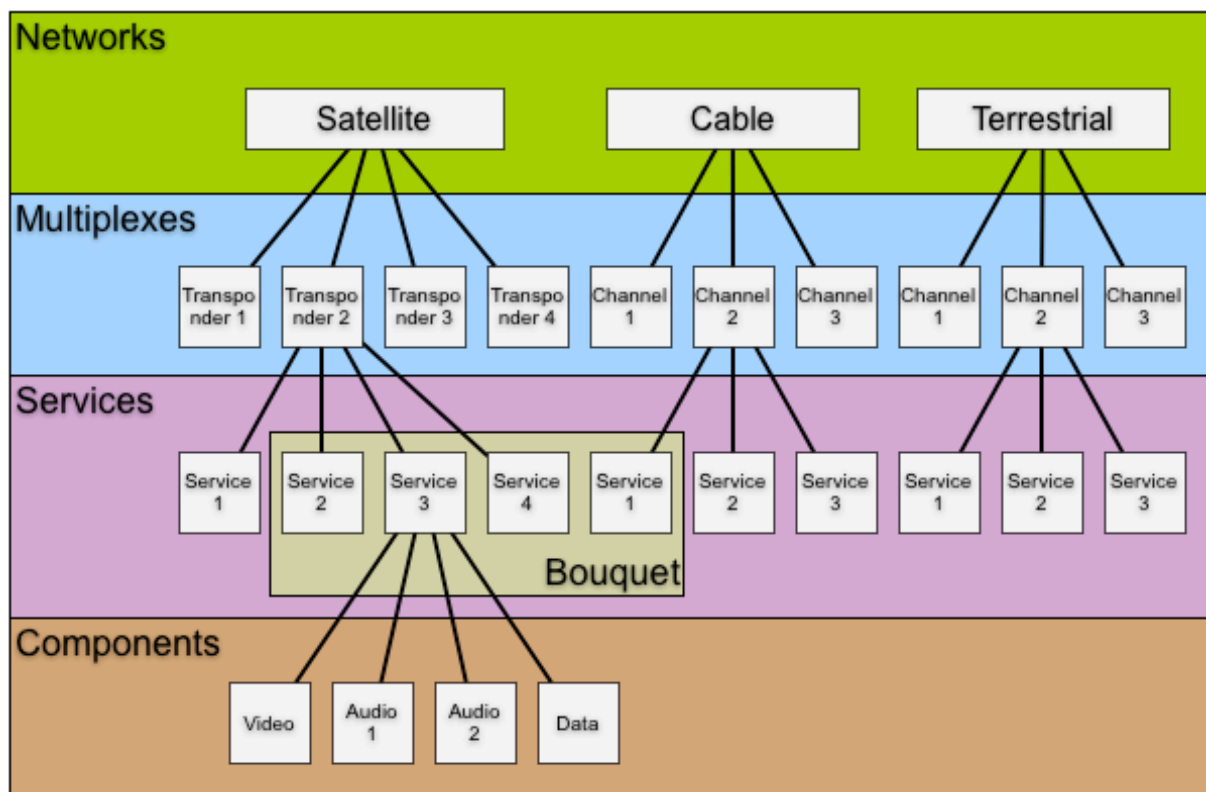 Networks
Satellite
Cable
Terrestrial
Multiplexes
Transpo
nder 1
Transpo
nder 2
Transpo
nder 3
Transpo
nder 4
Channel
1
Channel
2
Channel
3
Channel
1
Channel
2
Channel
3
Services
Service
1
Service
2
Service
3
Service
4
Service
1
Service
2
Service
3
Service
1
Service
2
Service
3
Bouquet
Components
Video
Audio
1
Audio
2
Data